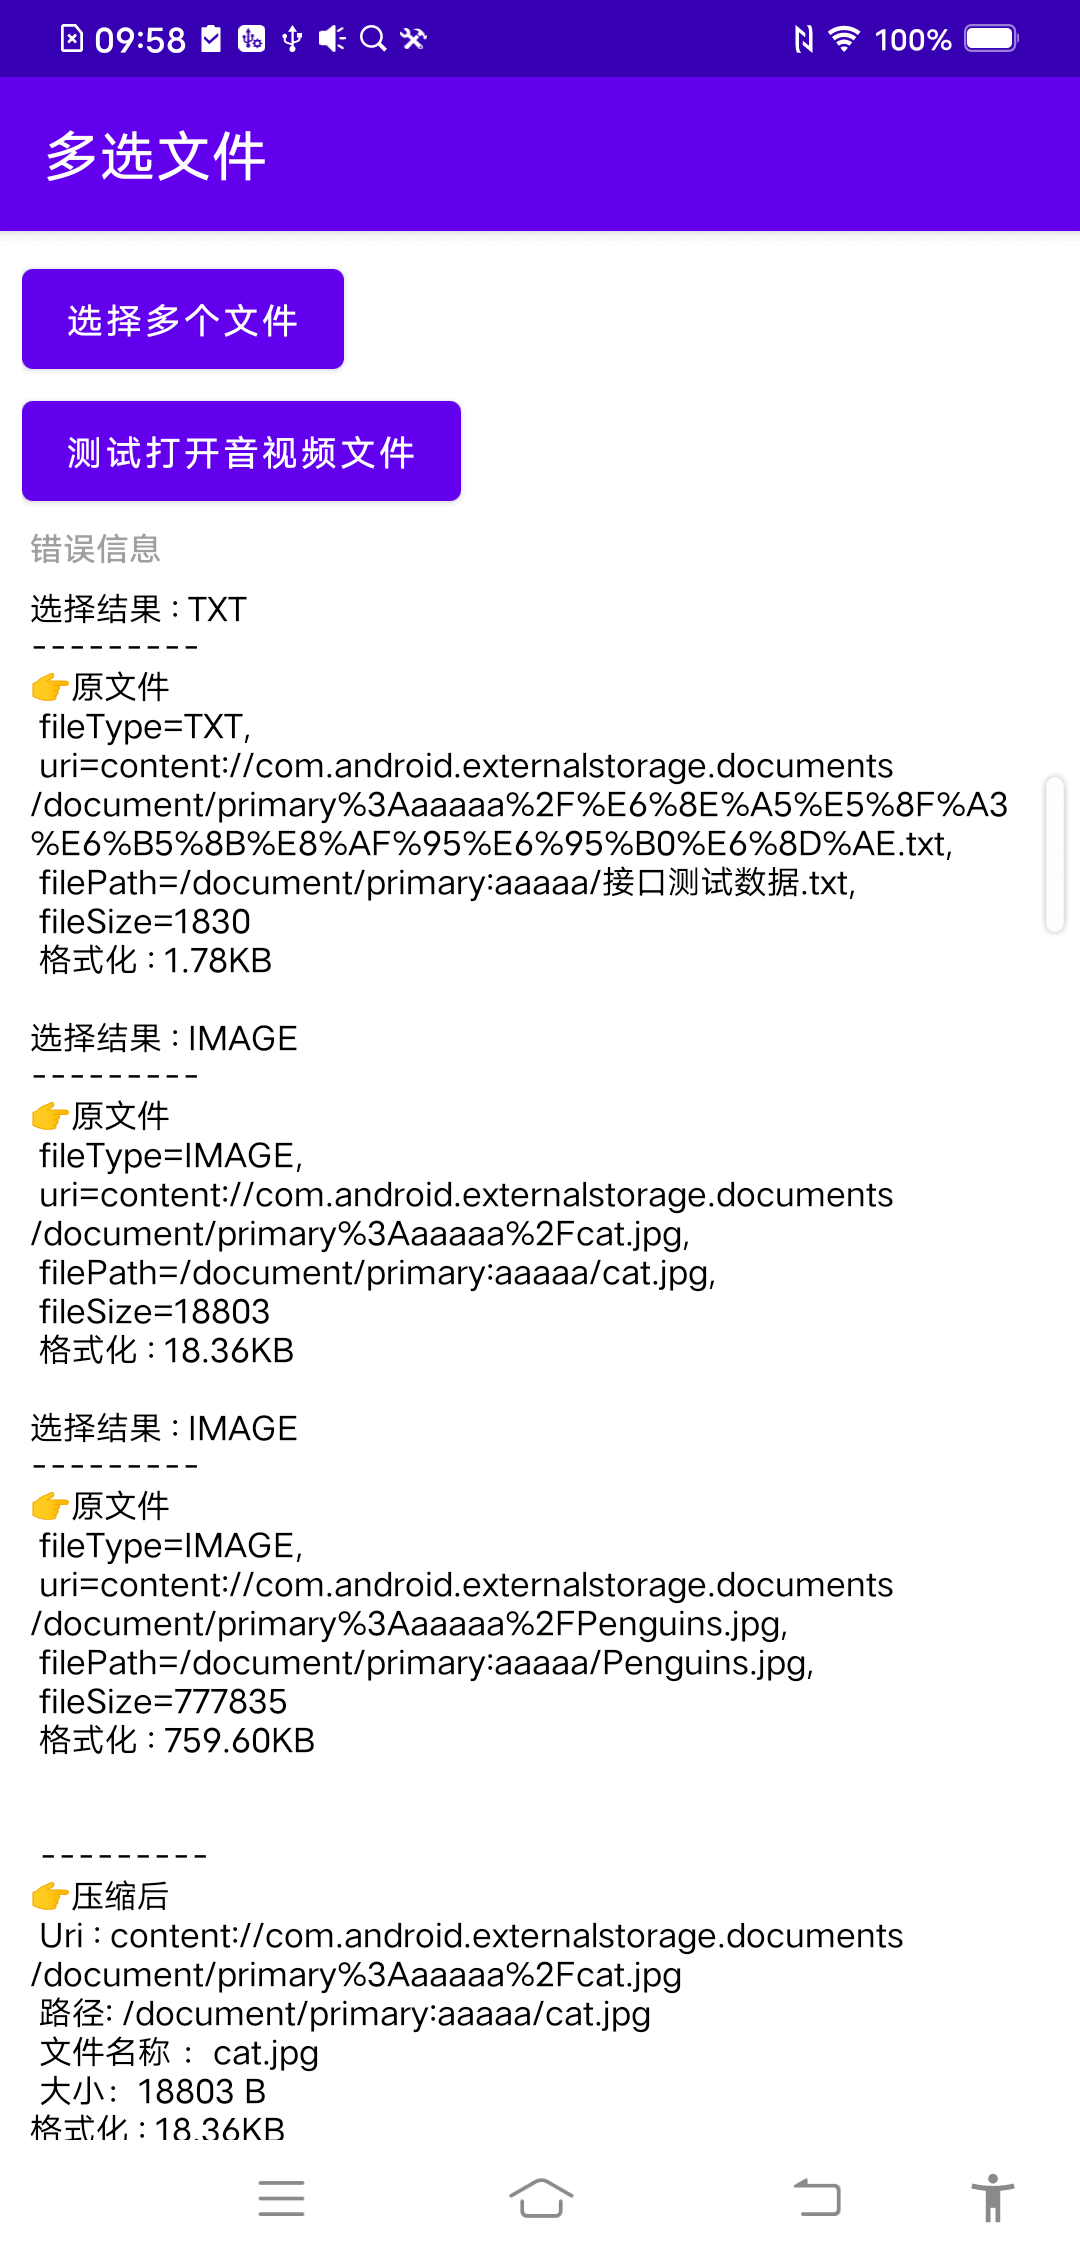 09:58
100%
多选文件
选择多个文件
测试打开音视频文件
错误信息
选择结果 : TXT
---------
👉原文件
fileType=TXT,
uri=content://com.android.externalstorage.documents
/document/primary%3Aaaaaa%2F%E6%8E%A5%E5%8F%A3
%E6%B5%8B%E8%AF%95%E6%95%B0%E6%8D%AE.txt,
filePath=/document/primary:aaaaa/接口测试数据.txt,
fileSize=1830
格式化 : 1.78KB
选择结果 : IMAGE
---------
👉原文件
fileType=IMAGE,
uri=content://com.android.externalstorage.documents
/document/primary%3Aaaaaa%2Fcat.jpg,
filePath=/document/primary:aaaaa/cat.jpg,
fileSize=18803
格式化 : 18.36KB
选择结果 : IMAGE
---------
👉原文件
fileType=IMAGE,
uri=content://com.android.externalstorage.documents
/document/primary%3Aaaaaa%2FPenguins.jpg,
filePath=/document/primary:aaaaa/Penguins.jpg,
fileSize=777835
格式化 : 759.60KB
---------
👉压缩后
Uri : content://com.android.externalstorage.documents
/document/primary%3Aaaaaa%2Fcat.jpg
路径: /document/primary:aaaaa/cat.jpg
文件名称 ： cat.jpg
大小：18803 B
格式化 : 18.36KB